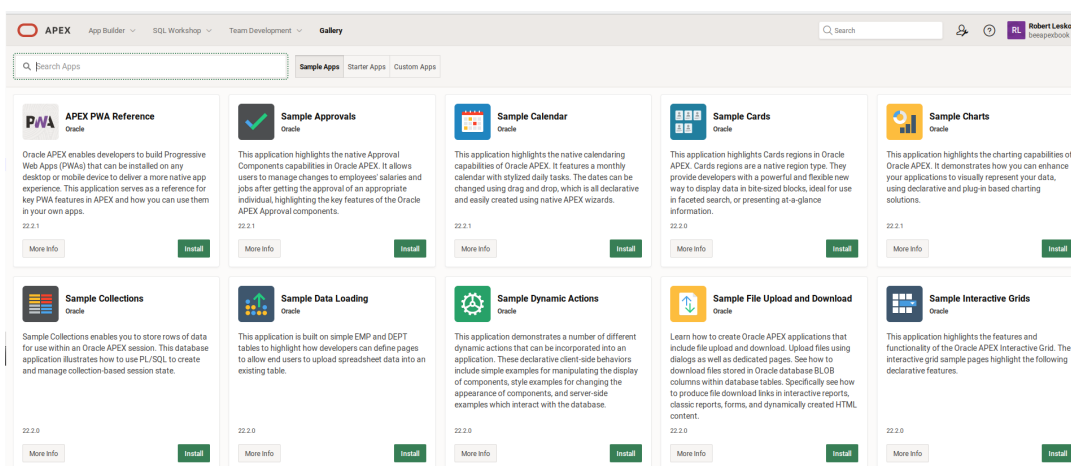 APEX App Builder SQL Workshop Team Development Gallery Search RL Robert Lesko
beeapexbook
Search Apps Sample Apps Starter Apps Custom Apps
PWA APEX PWA Reference
Oracle
Oracle APEX enables developers to build Progressive
Web Apps (PWAs) that can be installed on any
desktop or mobile device to deliver a more native app
experience. This application serves as a reference for
key PWA features in APEX and how you can use them
in your own apps.
22.2.1
More Info Install
Sample Approvals
Oracle
This application highlights the native Approval
Components capabilities in Oracle APEX. It allows
users to manage changes to employees' salaries and
jobs after getting the approval of an appropriate
individual, highlighting the key features of the Oracle
APEX Approval components.
22.2.1
More Info Install
Sample Calendar
Oracle
This application highlights the native calendaring
capabilities of Oracle APEX. It features a monthly
calendar with stylized daily tasks. The dates can be
changed using drag and drop, which is all declarative
and easily created using native APEX wizards.
22.2.1
More Info Install
Sample Cards
Oracle
This application highlights Cards regions in Oracle
APEX. Cards regions are a native region type. They
provide developers with a powerful and flexible new
way to display data in bite-sized blocks, ideal for use
in faceted search, or presenting at-a-glance
information.
22.2.0
More Info Install
Sample Charts
Oracle
This application highlights the charting capabilities of
Oracle APEX. It demonstrates how you can enhance
your applications to visually represent your data,
using declarative and plug-in based charting
solutions.
22.2.1
More Info Install
Sample Collections
Oracle
Sample Collections enables you to store rows of data
for use within an Oracle APEX session. This database
application illustrates how to use PL/SQL to create
and manage collection-based session state.
22.2.0
More Info Install
Sample Data Loading
Oracle
This application is built on simple EMP and DEPT
tables to highlight how developers can define pages
to allow end users to upload spreadsheet data into an
existing table.
22.2.0
More Info Install
Sample Dynamic Actions
Oracle
This application demonstrates a number of different
dynamic actions that can be incorporated into an
application. These declarative client-side behaviors
include simple examples for manipulating the display
of components, style examples for changing the
appearance of components, and server-side
examples which interact with the database.
22.2.0
More Info Install
Sample File Upload and Download
Oracle
Learn how to create Oracle APEX applications that
include file upload and download. Upload files using
dialogs as well as dedicated pages. See how to
download files stored in Oracle database BLOB
columns within database tables. Specifically see how
to produce file download links in interactive reports,
classic reports, forms, and dynamically created HTML
content.
22.2.0
More Info Install
Sample Interactive Grids
Oracle
This application highlights the features and
functionality of the Oracle APEX Interactive Grid. The
interactive grid sample pages highlight the following
declarative features.
22.2.0
More Info Install